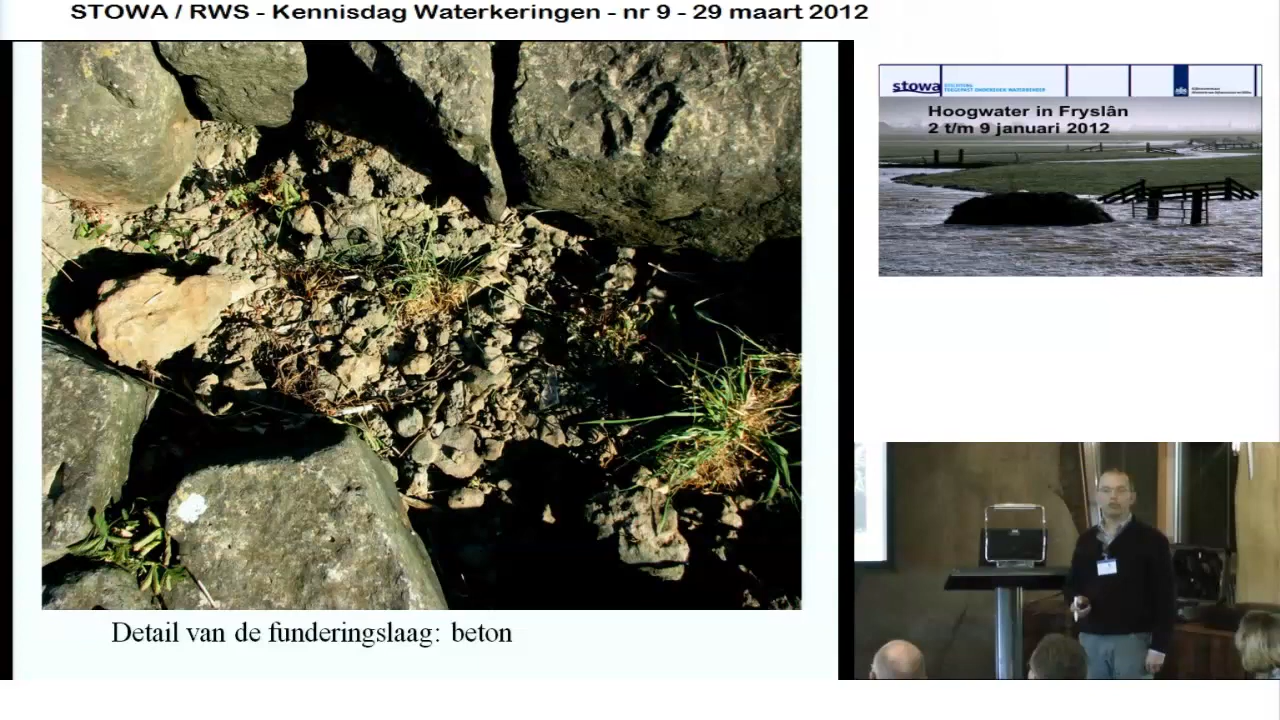 STOWA / RWS - Kennisdag Waterkeringen - nr 9 - 29 maart 2012
stowa
Hoogwater in Fryslân
2 t/m 9 januari 2012
Detail van de funderingslaag: beton